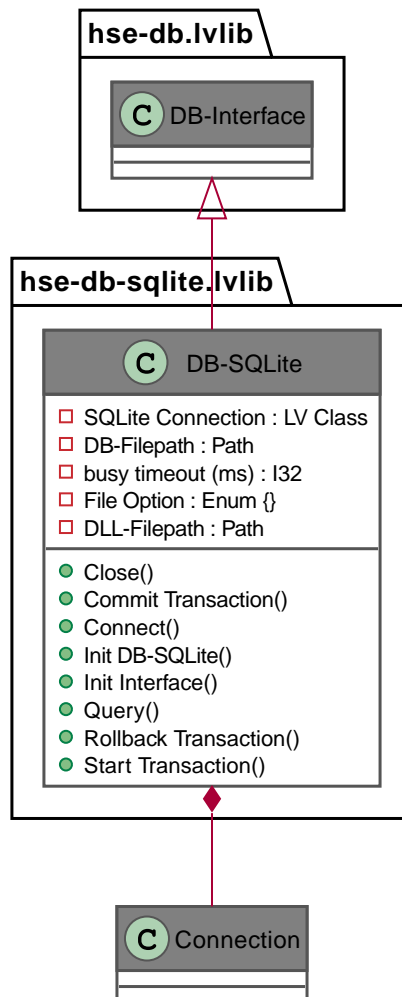 hse-db.lvlib
C DB-Interface
hse-db-sqlite.lvlib
C DB-SQLite
SQLite Connection : LV Class
DB-Filepath : Path
busy timeout (ms) : I32
File Option : Enum {}
DLL-Filepath : Path
Close()
Commit Transaction()
Connect()
Init DB-SQLite()
Init Interface()
Query()
Rollback Transaction()
Start Transaction()
C Connection